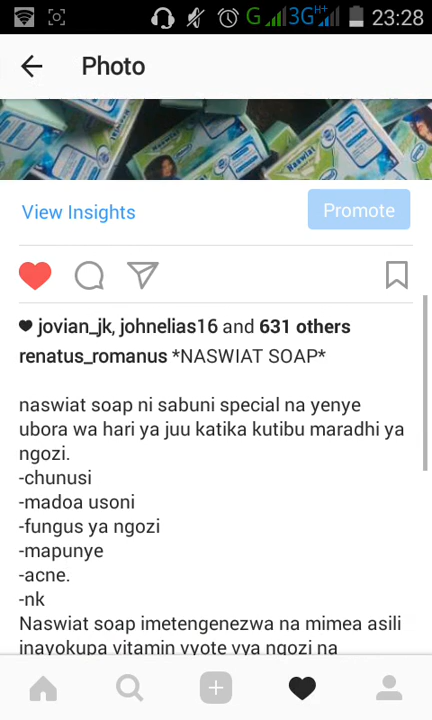 G 3G H+ 23:28
Photo
Naswiat
View Insights
Promote
jovian_jk, johnelias16 and 631 others
renatus_romanus *NASWIAT SOAP*
naswiat soap ni sabuni special na yenye
ubora wa hari ya juu katika kutibu maradhi ya
ngozi.
-chunusi
-madoa usoni
-fungus ya ngozi
-mapunye
-acne.
-nk
Naswiat soap imetengenezwa na mimea asili
inayokupa vitamin vyote vya ngozi na